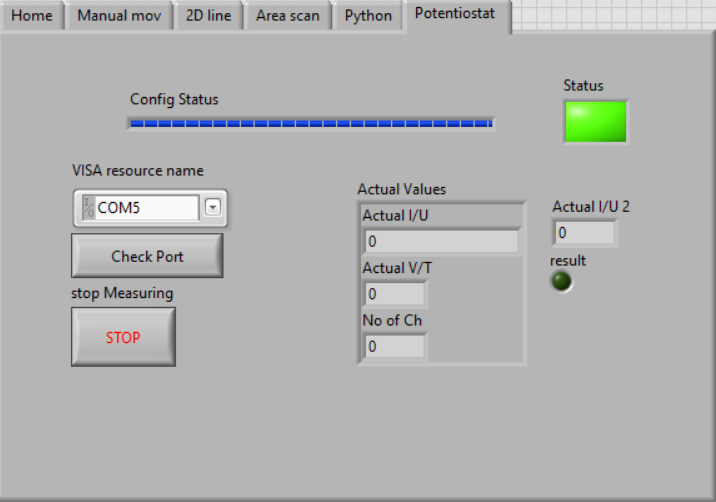 Home
Manual mov
2D line
Area scan
Python
Potentiostat
Config Status
Status
VISA resource name
I/O COM5
Check Port
stop Measuring
STOP
Actual Values
Actual I/U
0
Actual V/T
0
No of Ch
0
Actual I/U 2
0
result